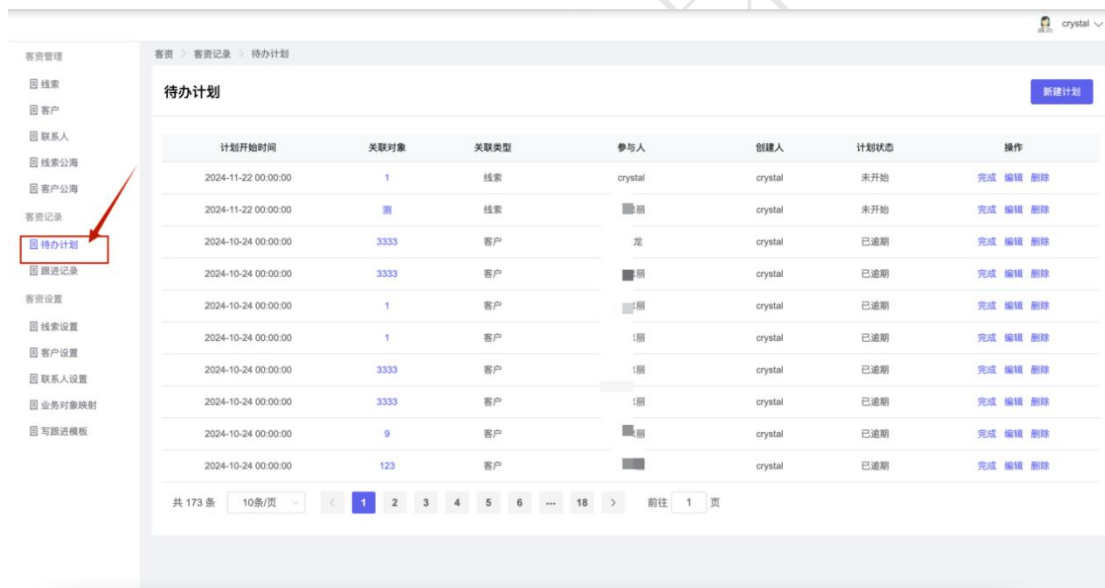 crystal
客资管理
线索
客户
联系人
线索公海
客户公海
客资记录
待办计划
跟进记录
客资设置
线索设置
客户设置
联系人设置
业务对象映射
写跟进模板
客资 > 客资记录 > 待办计划
待办计划
新建计划
计划开始时间 关联对象 关联类型 参与人 创建人 计划状态 操作
2024-11-22 00:00:00 1 线索 crystal crystal 未开始 完成 编辑 删除
2024-11-22 00:00:00 测 线索 丽 crystal 未开始 完成 编辑 删除
2024-10-24 00:00:00 3333 客户 龙 crystal 已逾期 完成 编辑 删除
2024-10-24 00:00:00 3333 客户 丽 crystal 已逾期 完成 编辑 删除
2024-10-24 00:00:00 1 客户 丽 crystal 已逾期 完成 编辑 删除
2024-10-24 00:00:00 1 客户 丽 crystal 已逾期 完成 编辑 删除
2024-10-24 00:00:00 3333 客户 丽 crystal 已逾期 完成 编辑 删除
2024-10-24 00:00:00 3333 客户 丽 crystal 已逾期 完成 编辑 删除
2024-10-24 00:00:00 9 客户 丽 crystal 已逾期 完成 编辑 删除
2024-10-24 00:00:00 123 客户 crystal 已逾期 完成 编辑 删除
共 173 条 10条/页 < 1 2 3 4 5 6 ··· 18 > 前往 1 页